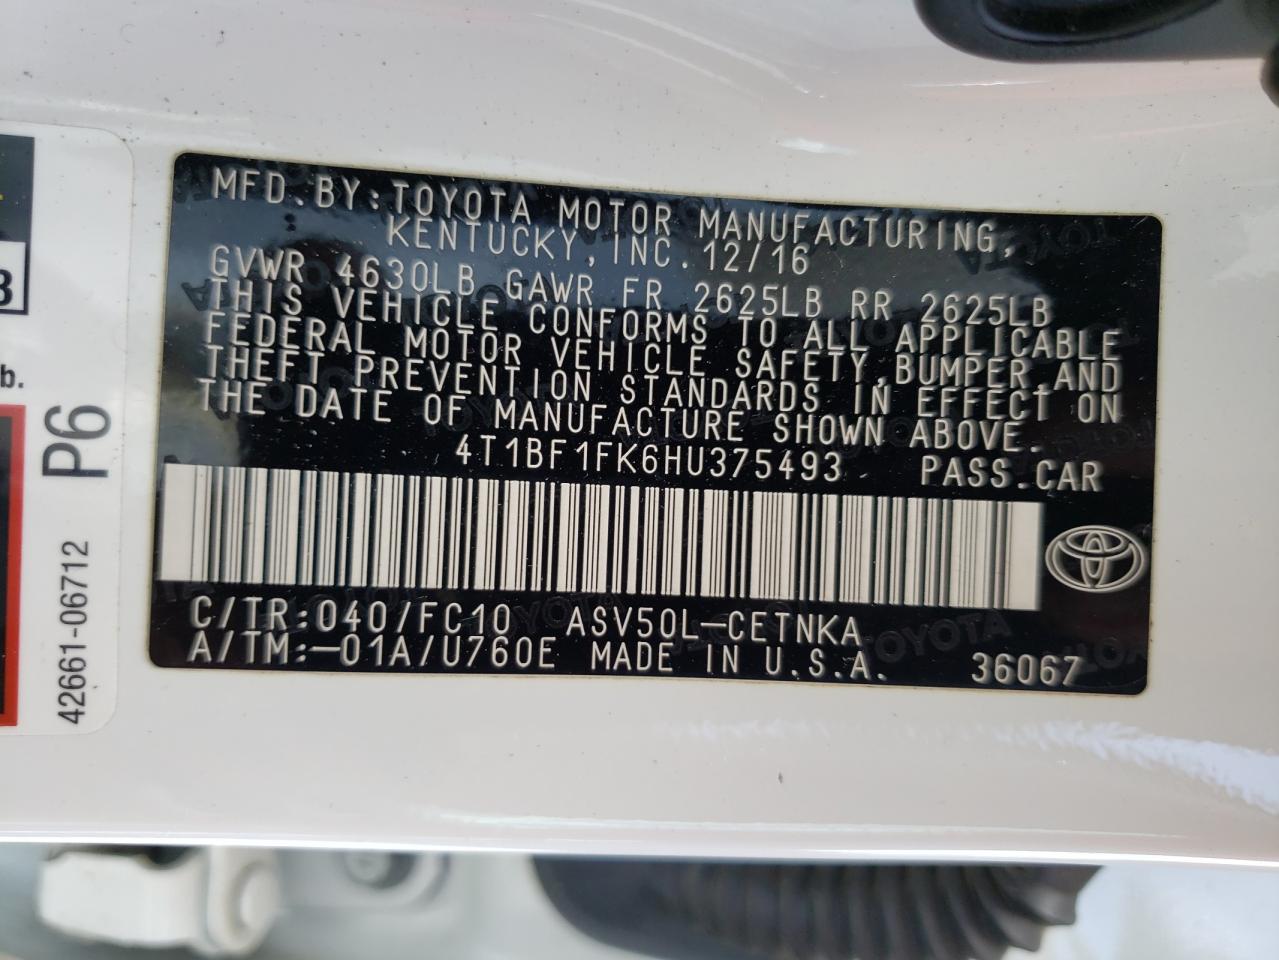 MFD.BY:TOYOTA MOTOR MANUFACTURING,
KENTUCKY,INC. 12/16
GVWR 4630LB GAWR FR 2625LB RR 2625LB
THIS VEHICLE CONFORMS TO ALL APPLICABLE
FEDERAL MOTOR VEHICLE SAFETY,BUMPER,AND
THEFT PREVENTION STANDARDS IN EFFECT ON
THE DATE OF MANUFACTURE SHOWN ABOVE.
4T1BF1FK6HU375493 PASS.CAR
C/TR:040/FC10 ASV50L-CETNKA
A/TM:-01A/U760E MADE IN U.S.A. 36067
P6
42661-06712
b.